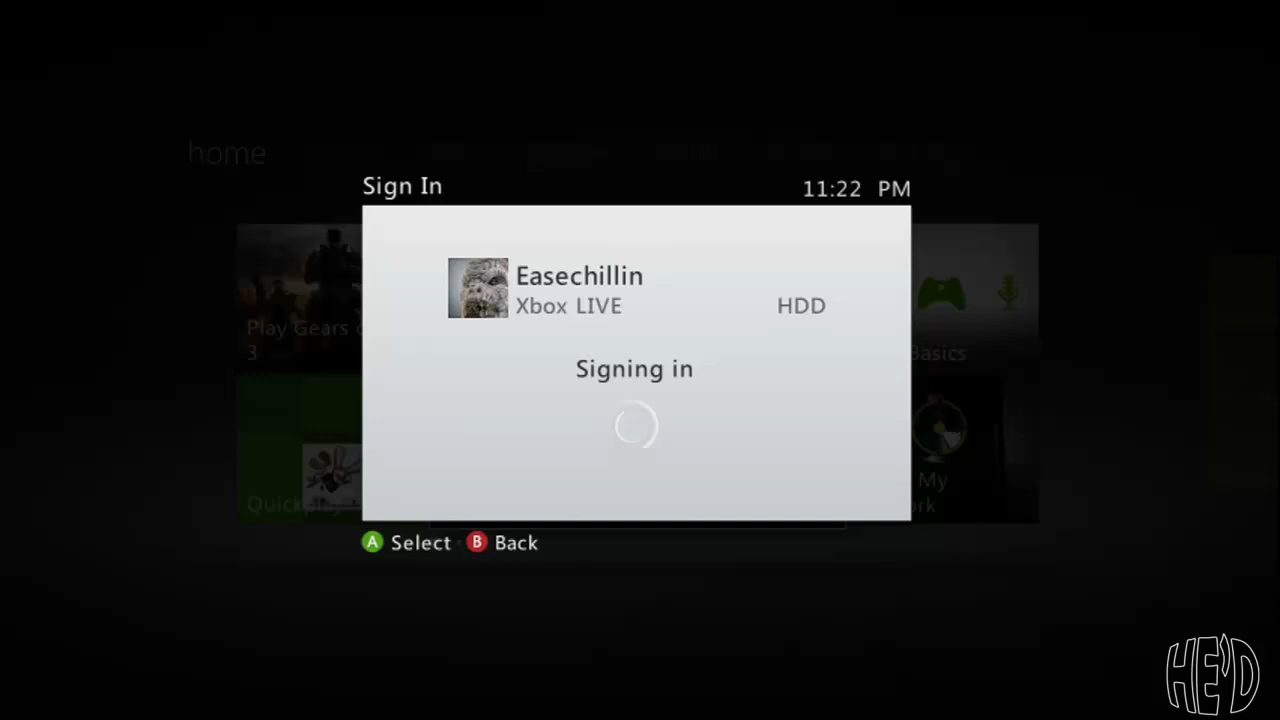 home
Sign In
11:22 PM
Easechillin
Xbox LIVE
HDD
Signing in
Play Gears
3
Basics
Quickplay
My
A Select
B Back
HE'D